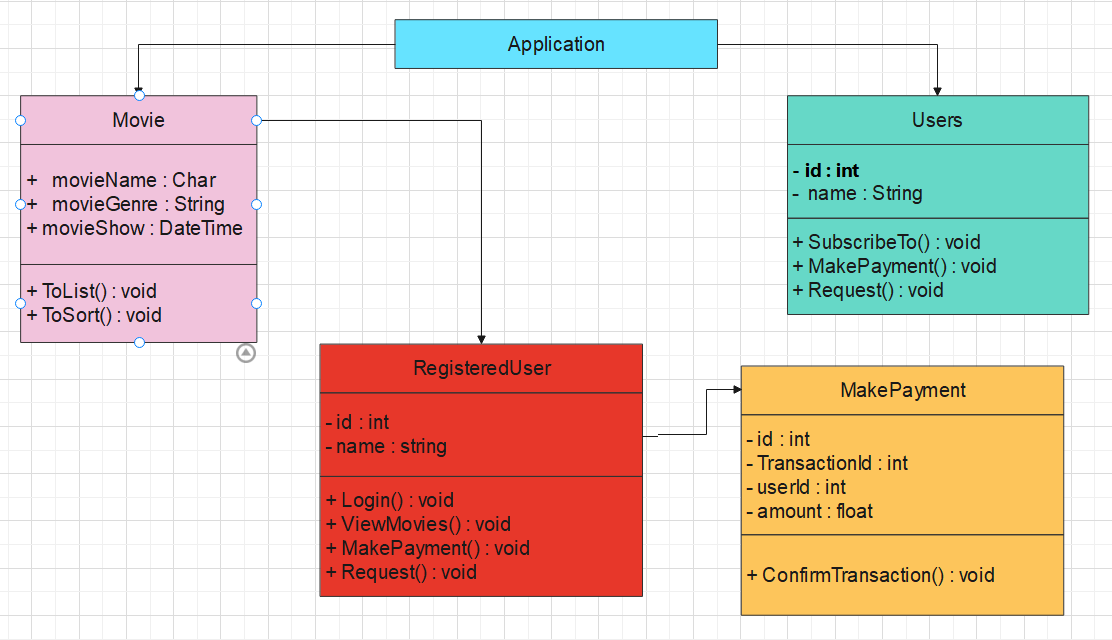 Application
Movie
+ movieName : Char
+ movieGenre : String
+ movieShow : DateTime
+ ToList() : void
+ ToSort() : void
Users
- id : int
- name : String
+ SubscribeTo() : void
+ MakePayment() : void
+ Request() : void
RegisteredUser
- id : int
- name : string
+ Login() : void
+ ViewMovies() : void
+ MakePayment() : void
+ Request() : void
MakePayment
- id : int
- TransactionId : int
- userId : int
- amount : float
+ ConfirmTransaction() : void